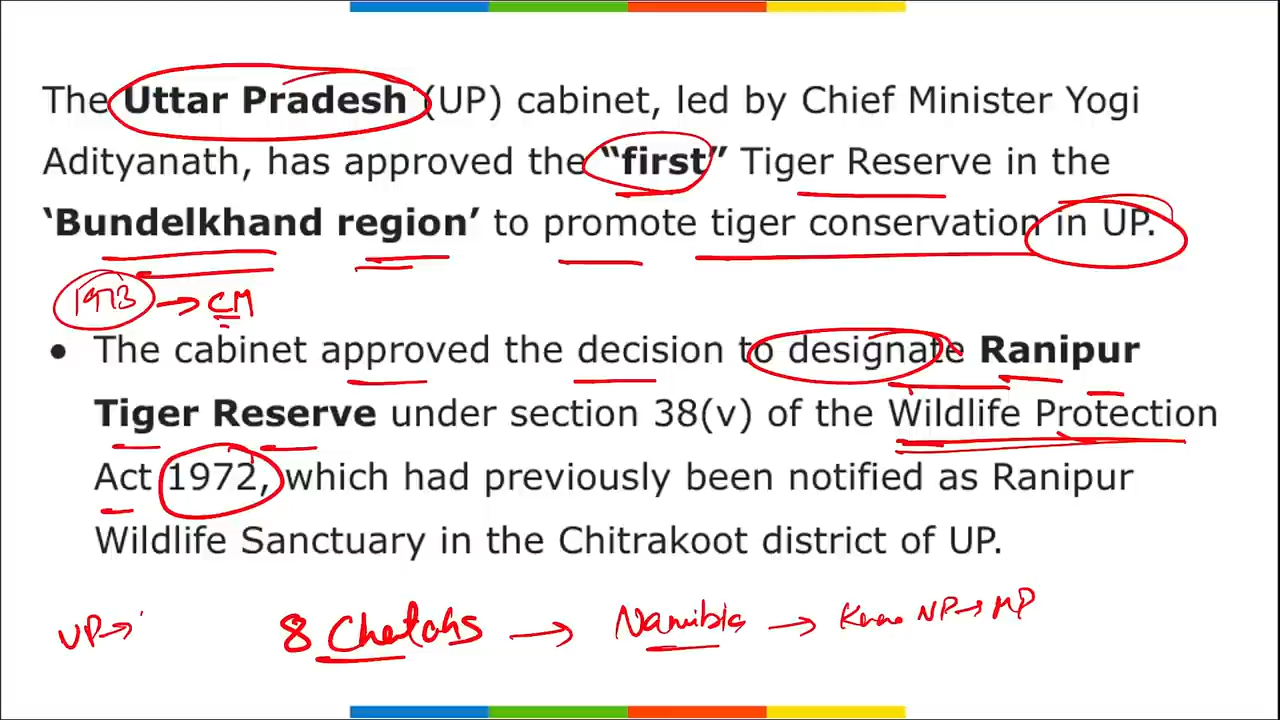 The Uttar Pradesh (UP) cabinet, led by Chief Minister Yogi
Adityanath, has approved the “first” Tiger Reserve in the
‘Bundelkhand region’ to promote tiger conservation in UP.
1973 → CM
• The cabinet approved the decision to designate Ranipur
Tiger Reserve under section 38(v) of the Wildlife Protection
Act 1972, which had previously been notified as Ranipur
Wildlife Sanctuary in the Chitrakoot district of UP.
UP → 8 Chetahs → Namibia → NP → MP